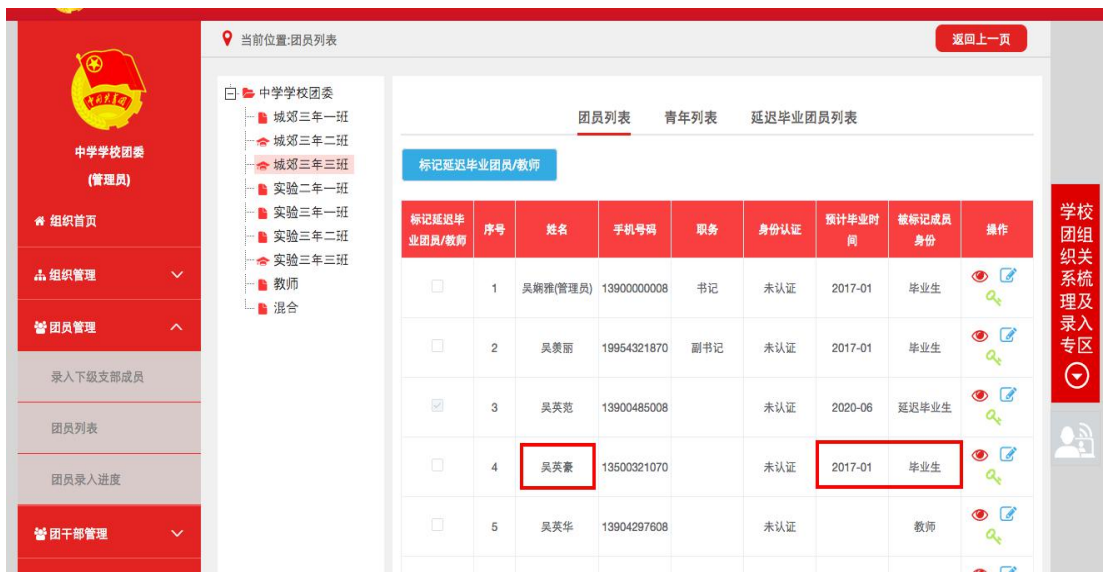 当前位置:团员列表
返回上一页
中学学校团委
(管理员)
组织首页
组织管理
团员管理
录入下级支部成员
团员列表
团员录入进度
团干部管理
中学学校团委
城郊三年一班
城郊三年二班
城郊三年三班
实验二年一班
实验三年一班
实验三年二班
实验三年三班
教师
混合
团员列表 青年列表 延迟毕业团员列表
标记延迟毕业团员/教师
标记延迟毕业团员/教师 序号 姓名 手机号码 职务 身份认证 预计毕业时间 被标记成员身份 操作
1 吴娴雅(管理员) 13900000008 书记 未认证 2017-01 毕业生
2 吴羡丽 19954321870 副书记 未认证 2017-01 毕业生
3 吴英范 13900485008 未认证 2020-06 延迟毕业生
4 吴英豪 13500321070 未认证 2017-01 毕业生
5 吴英华 13904297608 未认证 教师
学校
团组
织关
系梳
理及
录入
专区